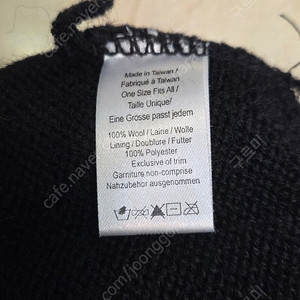 Made in Taiwan /
Fabriqué à Taiwan
One Size Fits All /
Taille Unique/
Eine Grösse passt jedem
100% Wool / Laine / Wolle
Lining / Doublure / Futter
100% Polyester
Exclusive of trim
Garniture non-comprise
Nahzubehör ausgenommen